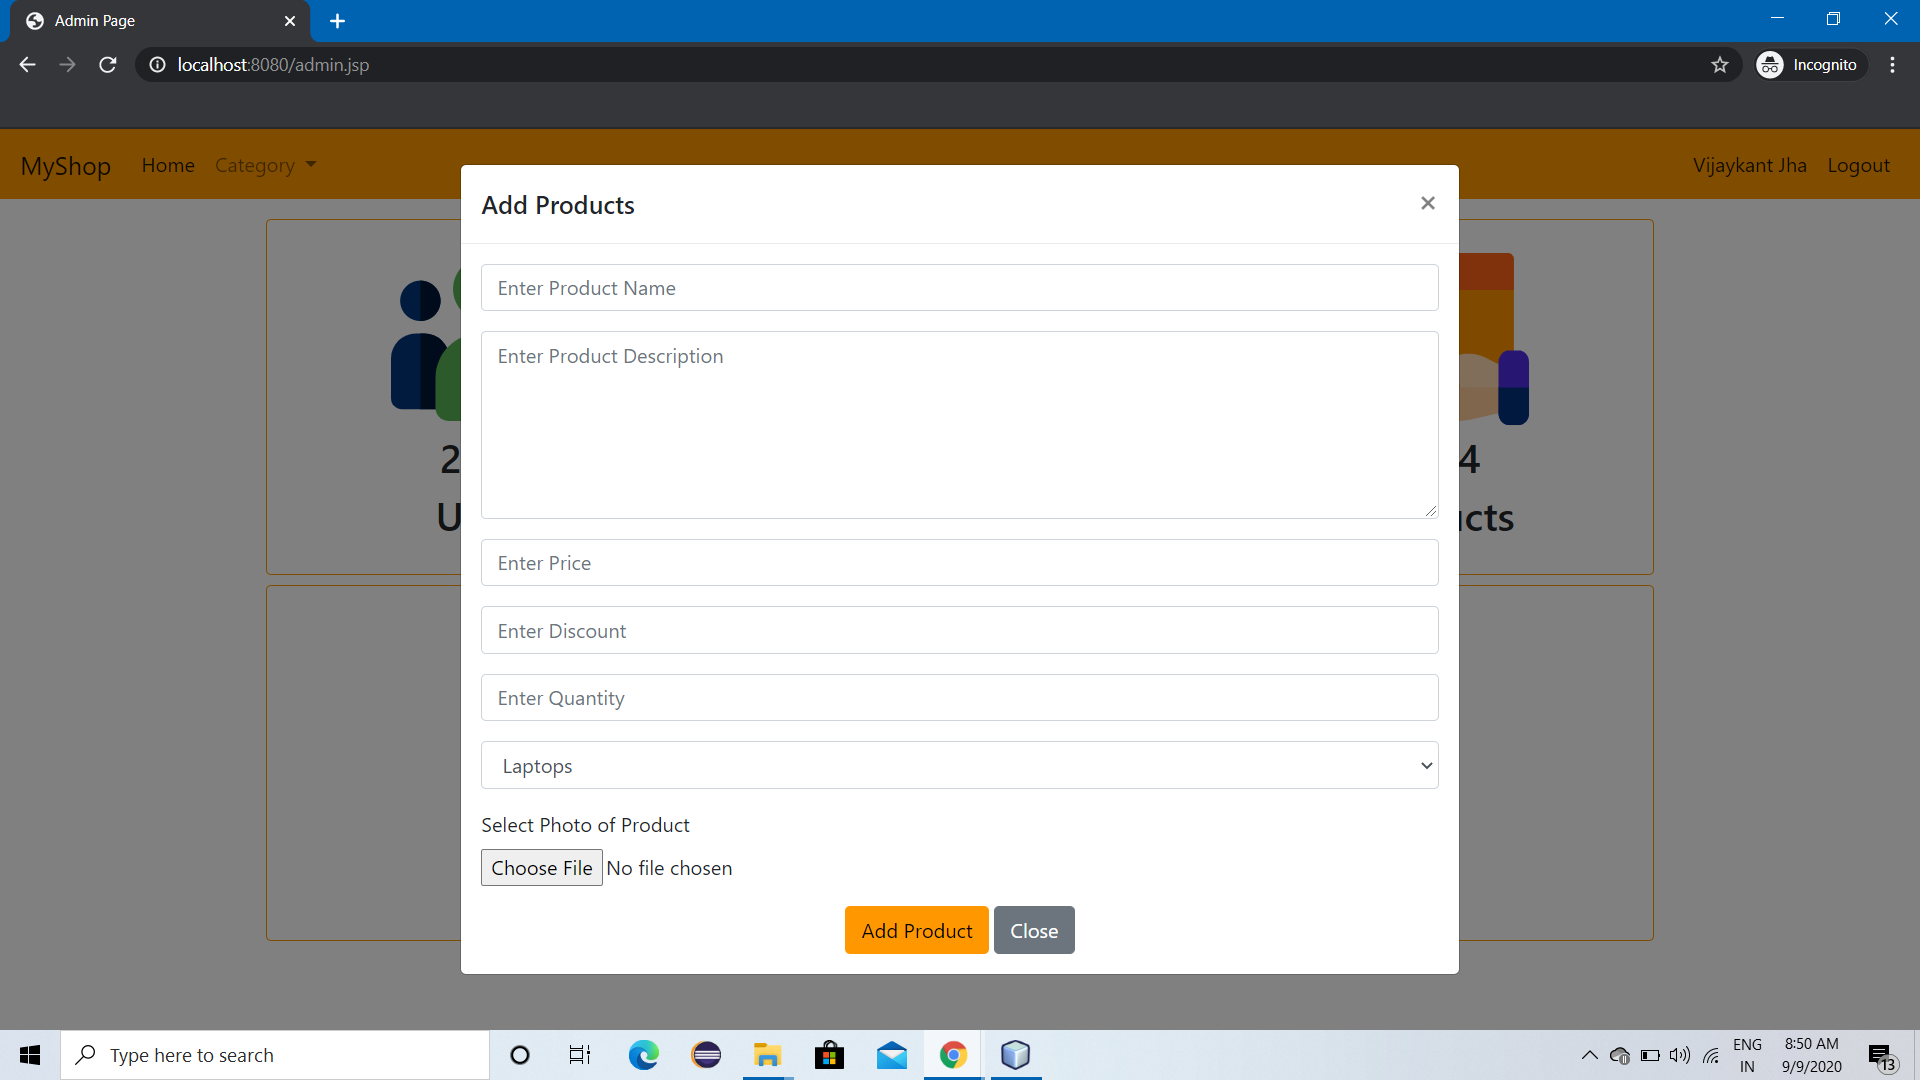 Admin Page
localhost:8080/admin.jsp
Incognito
MyShop Home Category Vijaykant Jha Logout
Add Products
×
Enter Product Name
Enter Product Description
2 4
U ucts
Enter Price
Enter Discount
Enter Quantity
Laptops
Select Photo of Product
Choose File No file chosen
Add Product Close
Type here to search
ENG
IN
8:50 AM
9/9/2020
13